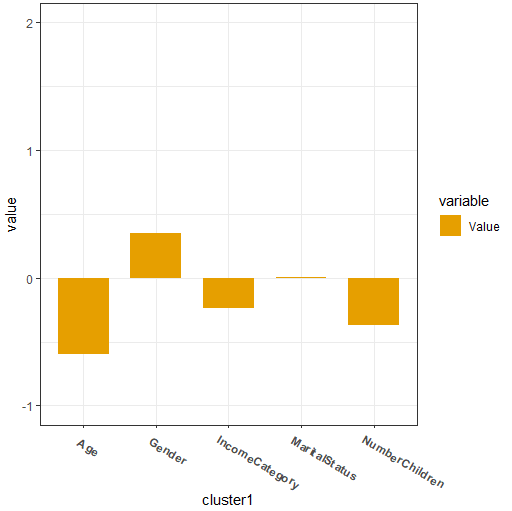 2
1
0
-1
value
Age
Gender
IncomeCategory
MaritalStatus
NumberChildren
cluster1
variable
Value